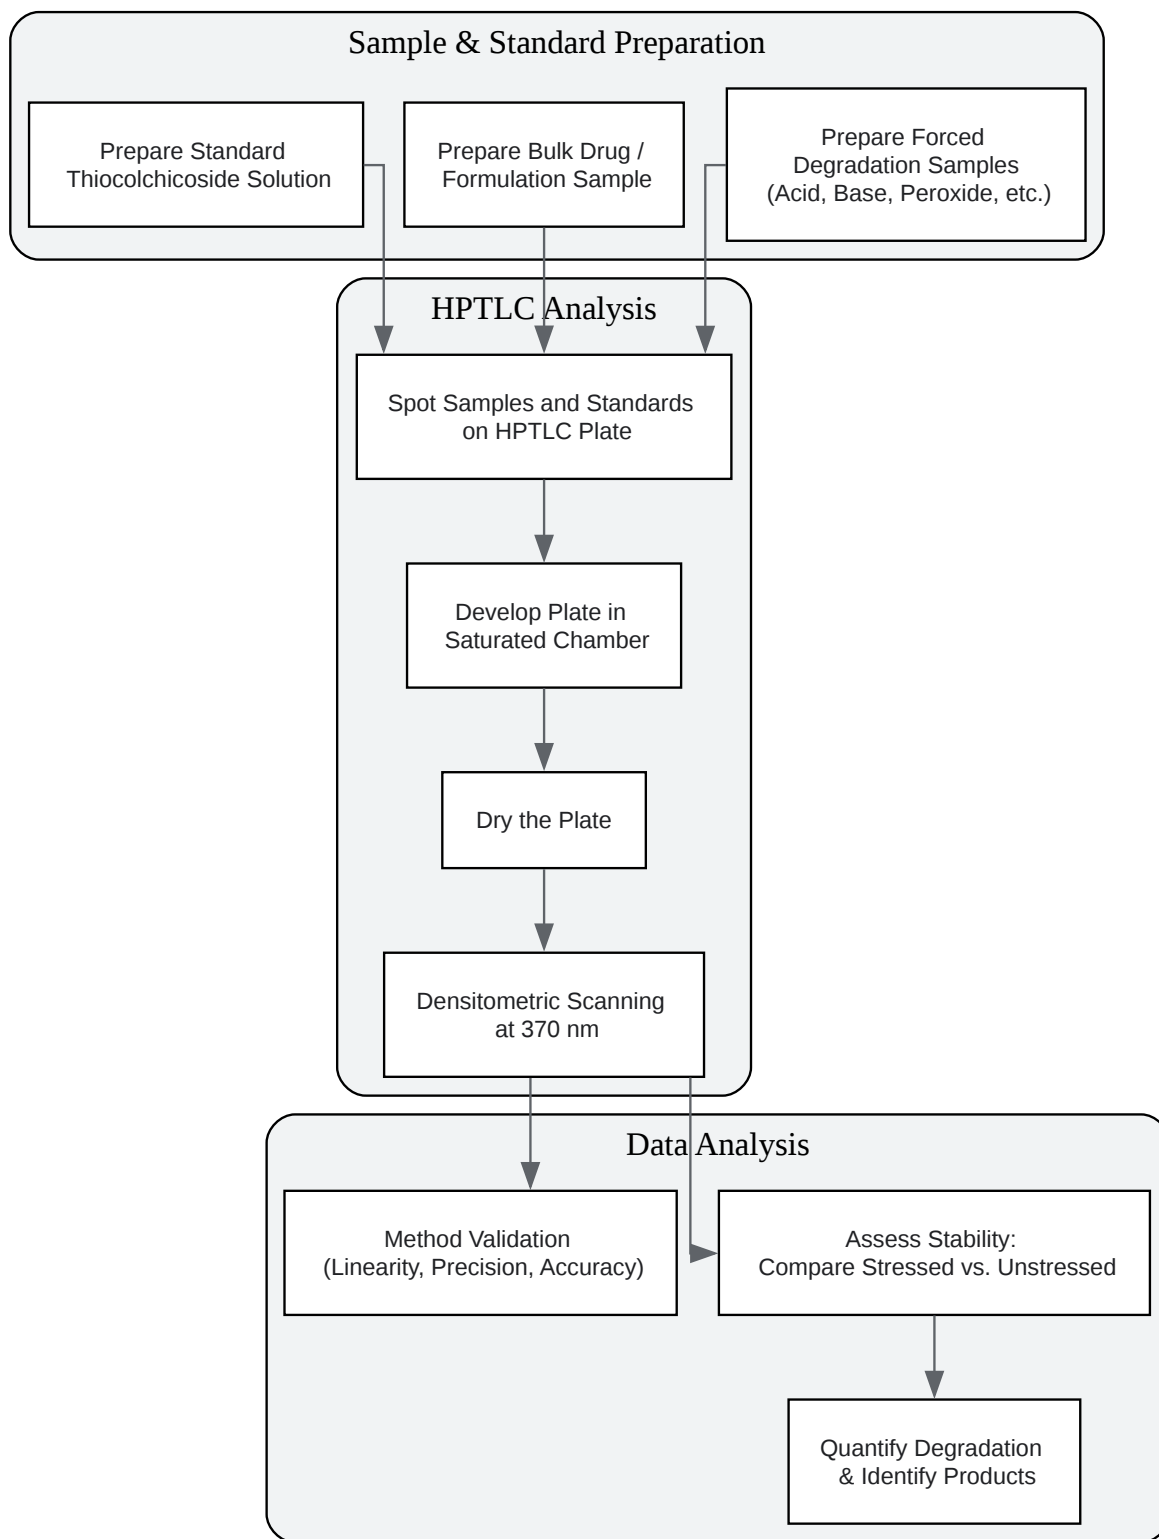 Sample & Standard Preparation
Prepare Standard
Thiocolchicoside Solution
Prepare Bulk Drug /
Formulation Sample
Prepare Forced
Degradation Samples
(Acid, Base, Peroxide, etc.)
HPTLC Analysis
Spot Samples and Standards
on HPTLC Plate
Develop Plate in
Saturated Chamber
Dry the Plate
Densitometric Scanning
at 370 nm
Data Analysis
Method Validation
(Linearity, Precision, Accuracy)
Assess Stability:
Compare Stressed vs. Unstressed
Quantify Degradation
& Identify Products